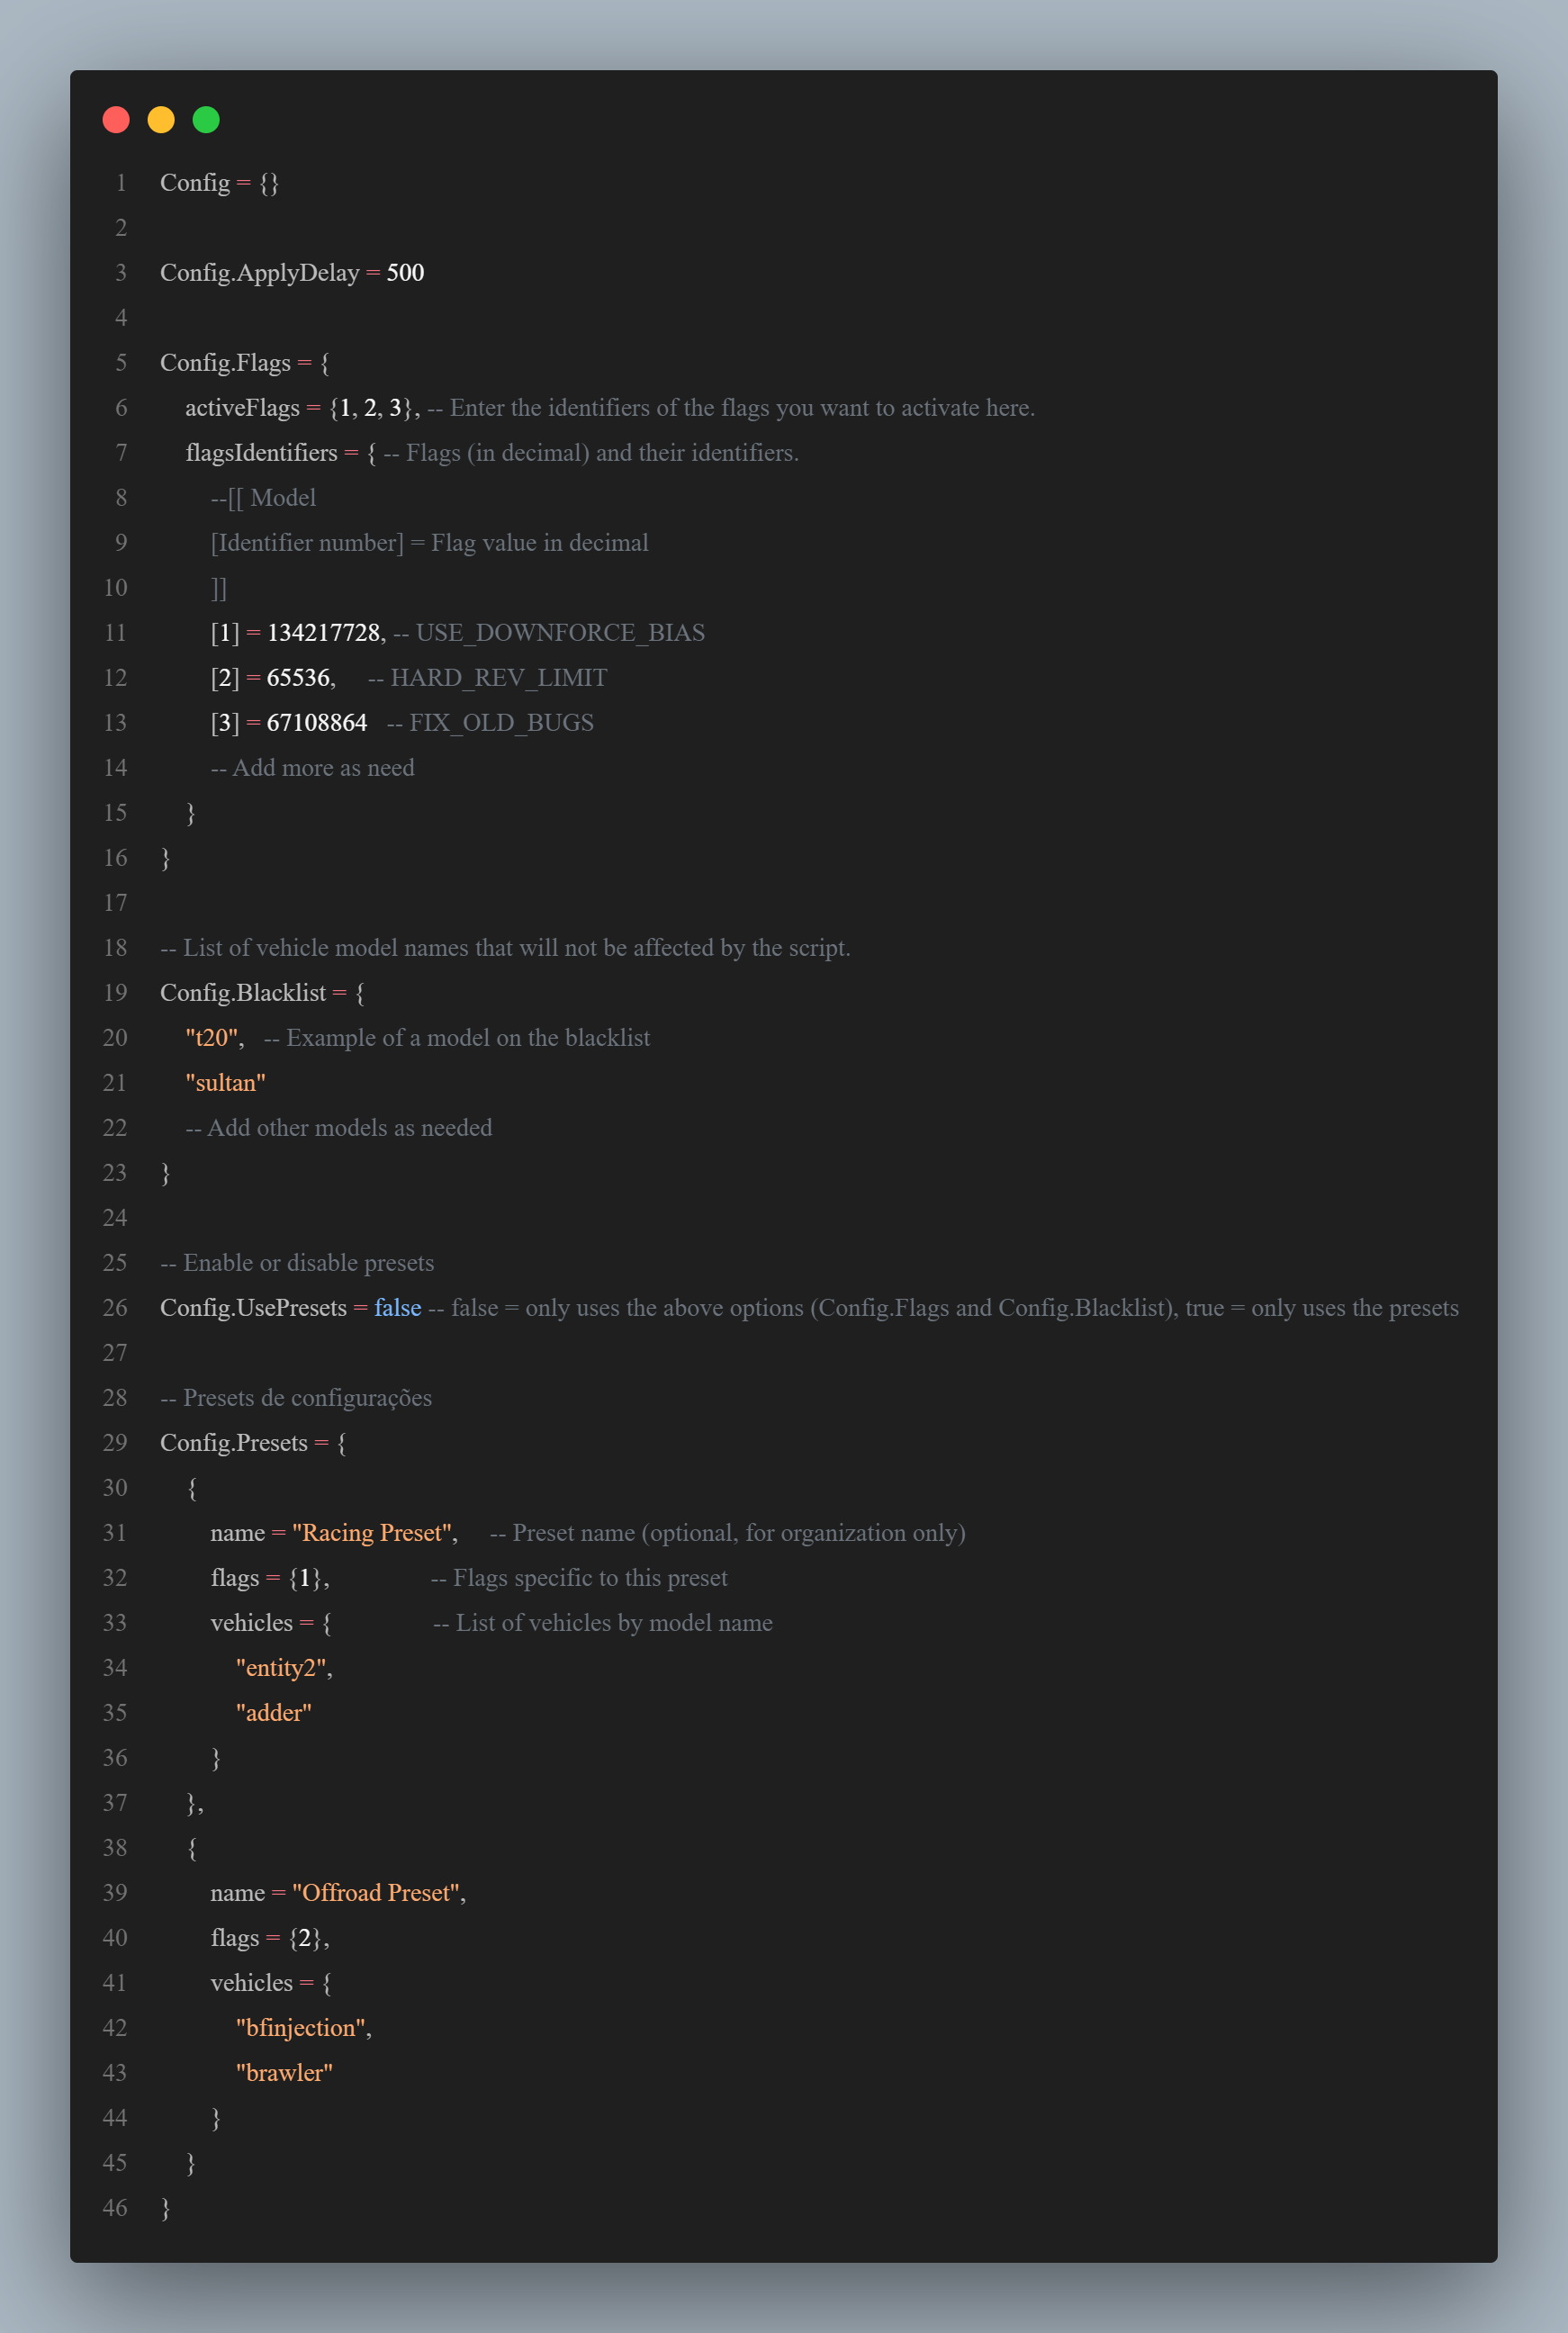 1 Config = {}
2
3 Config.ApplyDelay = 500
4
5 Config.Flags = {
6     activeFlags = {1, 2, 3}, -- Enter the identifiers of the flags you want to activate here.
7     flagsIdentifiers = { -- Flags (in decimal) and their identifiers.
8         --[[ Model
9         [Identifier number] = Flag value in decimal
10         ]]
11         [1] = 134217728, -- USE_DOWNFORCE_BIAS
12         [2] = 65536,     -- HARD_REV_LIMIT
13         [3] = 67108864   -- FIX_OLD_BUGS
14         -- Add more as need
15     }
16 }
17
18 -- List of vehicle model names that will not be affected by the script.
19 Config.Blacklist = {
20     "t20",   -- Example of a model on the blacklist
21     "sultan"
22     -- Add other models as needed
23 }
24
25 -- Enable or disable presets
26 Config.UsePresets = false -- false = only uses the above options (Config.Flags and Config.Blacklist), true = only uses the presets
27
28 -- Presets de configurações
29 Config.Presets = {
30     {
31         name = "Racing Preset",     -- Preset name (optional, for organization only)
32         flags = {1},                -- Flags specific to this preset
33         vehicles = {                -- List of vehicles by model name
34             "entity2",
35             "adder"
36         }
37     },
38     {
39         name = "Offroad Preset",
40         flags = {2},
41         vehicles = {
42             "bfinjection",
43             "brawler"
44         }
45     }
46 }